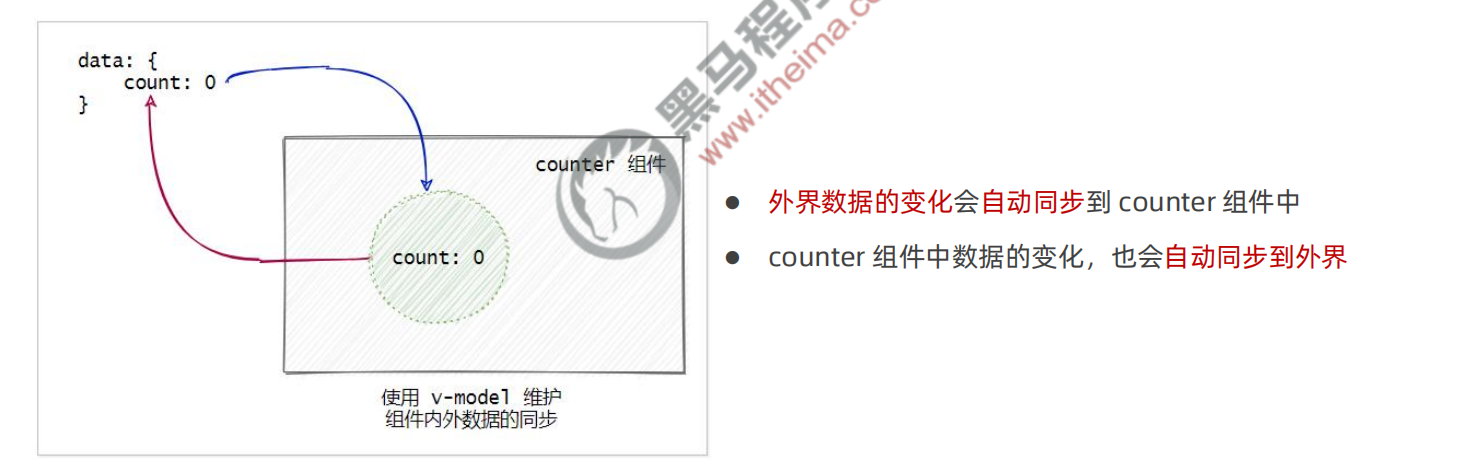 data: {
count: 0
}
counter 组件
count: 0
使用 v-model 维护
组件内外数据的同步
黑马程序
www.itheima.co
● 外界数据的变化会自动同步到 counter 组件中
● counter 组件中数据的变化，也会自动同步到外界